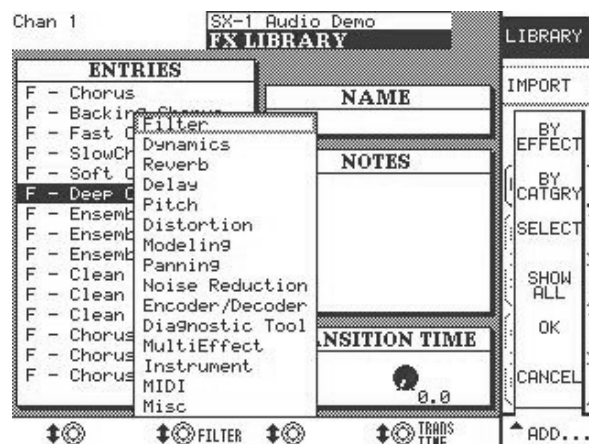 Chan 1
SX-1 Audio Demo
FX LIBRARY
LIBRARY
ENTRIES
F - Chorus
F - Backing Chorus
F - Fast C
F - SlowCh
F - Soft C
F - Deep C
F - Ensemb
F - Ensemb
F - Ensemb
F - Clean
F - Clean
F - Clean
F - Chorus
F - Chorus
F - Chorus
Filter
Dynamics
Reverb
Delay
Pitch
Distortion
Modeling
Panning
Noise Reduction
Encoder/Decoder
Diagnostic Tool
MultiEffect
Instrument
MIDI
Misc
NAME
NOTES
NSITION TIME
0.0
IMPORT
BY
EFFECT
BY
CATGRY
SELECT
SHOW
ALL
OK
CANCEL
FILTER
TRANS
TIME
ADD...